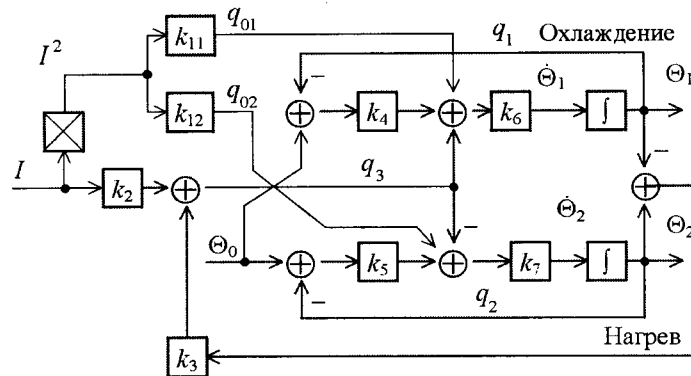 q₁ Охлаждение
I²
k₁₁
q₀₁
Θ̇₁
Θ₁
−
k₁₂
q₀₂
k₄
k₆
∫
−
I
k₂
q₃
−
Θ̇₂
Θ₂
Θ₀
k₅
k₇
∫
−
q₂
Нагрев
k₃